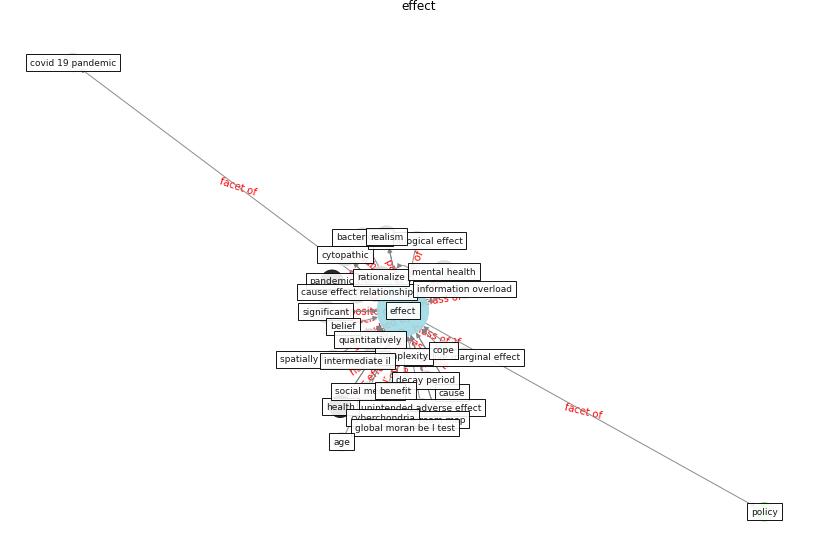 effect
covid 19 pandemic
facet of
bacter
realism
ogical effect
cytopathic
of
rationalize
mental health
pandemic
cause effect relationship
information overload
significant
effect
belief
quantitatively
spatially
intermediate il
plexity
cope
arginal effect
decay period
social me
benefit
cause
health
unintended adverse effect
facet of
cyberchondria
global moran be l test
age
policy